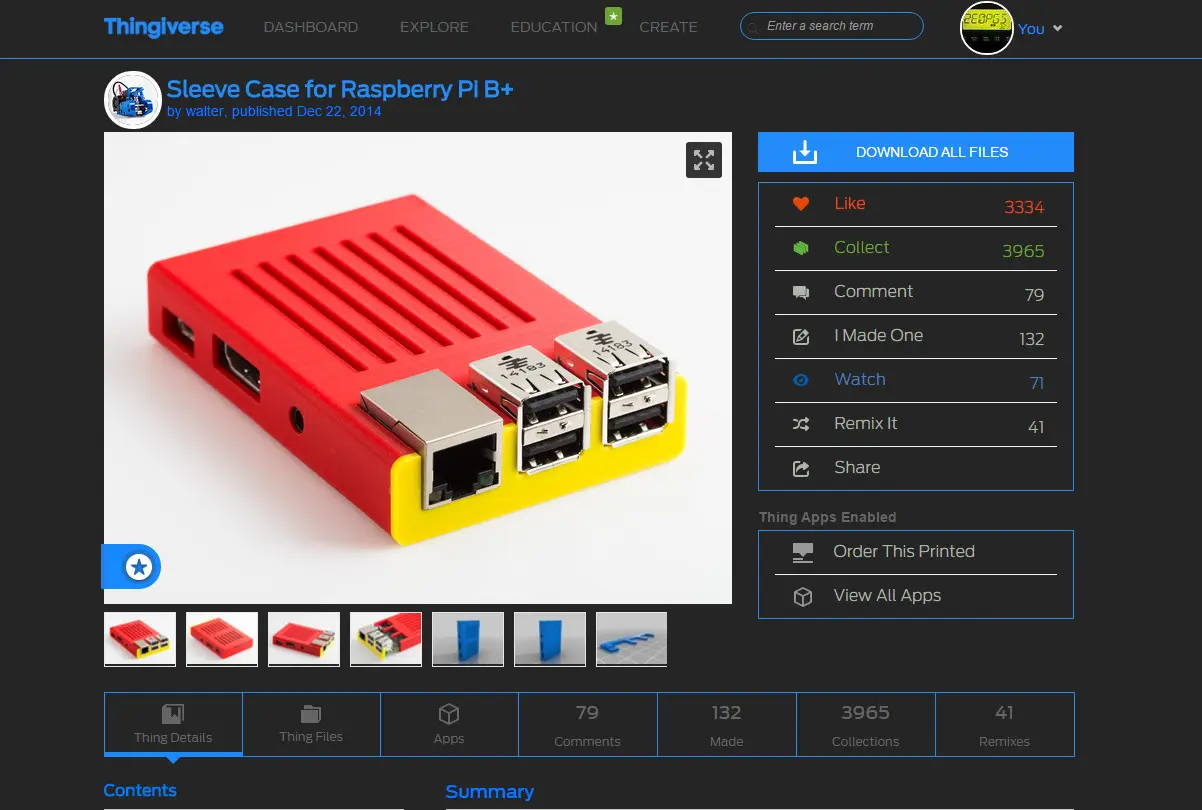 Thingiverse DASHBOARD EXPLORE EDUCATION CREATE Enter a search term You
Sleeve Case for Raspberry Pi B+
by walter, published Dec 22, 2014
DOWNLOAD ALL FILES
Like 3334
Collect 3965
Comment 79
I Made One 132
Watch 71
Remix It 41
Share
Thing Apps Enabled
Order This Printed
View All Apps
14183
14183
Thing Details
Thing Files
Apps
79 Comments
132 Made
3965 Collections
41 Remixes
Contents
Summary